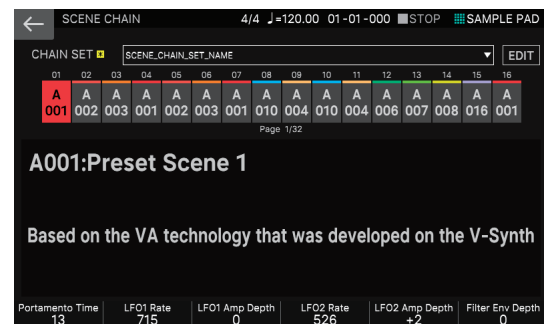 ← SCENE CHAIN 4/4 ♩=120.00 01-01-000 STOP SAMPLE PAD
CHAIN SET SCENE_CHAIN_SET_NAME ▼ EDIT
01 02 03 04 05 06 07 08 09 10 11 12 13 14 15 16
A A A A A A A A A A A A A A A A
001 002 003 001 002 003 001 010 004 010 004 006 007 008 016 001
Page 1/32
A001:Preset Scene 1
Based on the VA technology that was developed on the V-Synth
Portamento Time LFO1 Rate LFO1 Amp Depth LFO2 Rate LFO2 Amp Depth Filter Env Depth
13 715 0 526 +2 0